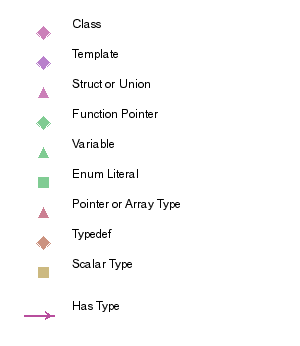 Class
Template
Struct or Union
Function Pointer
Variable
Enum Literal
Pointer or Array Type
Typedef
Scalar Type
Has Type